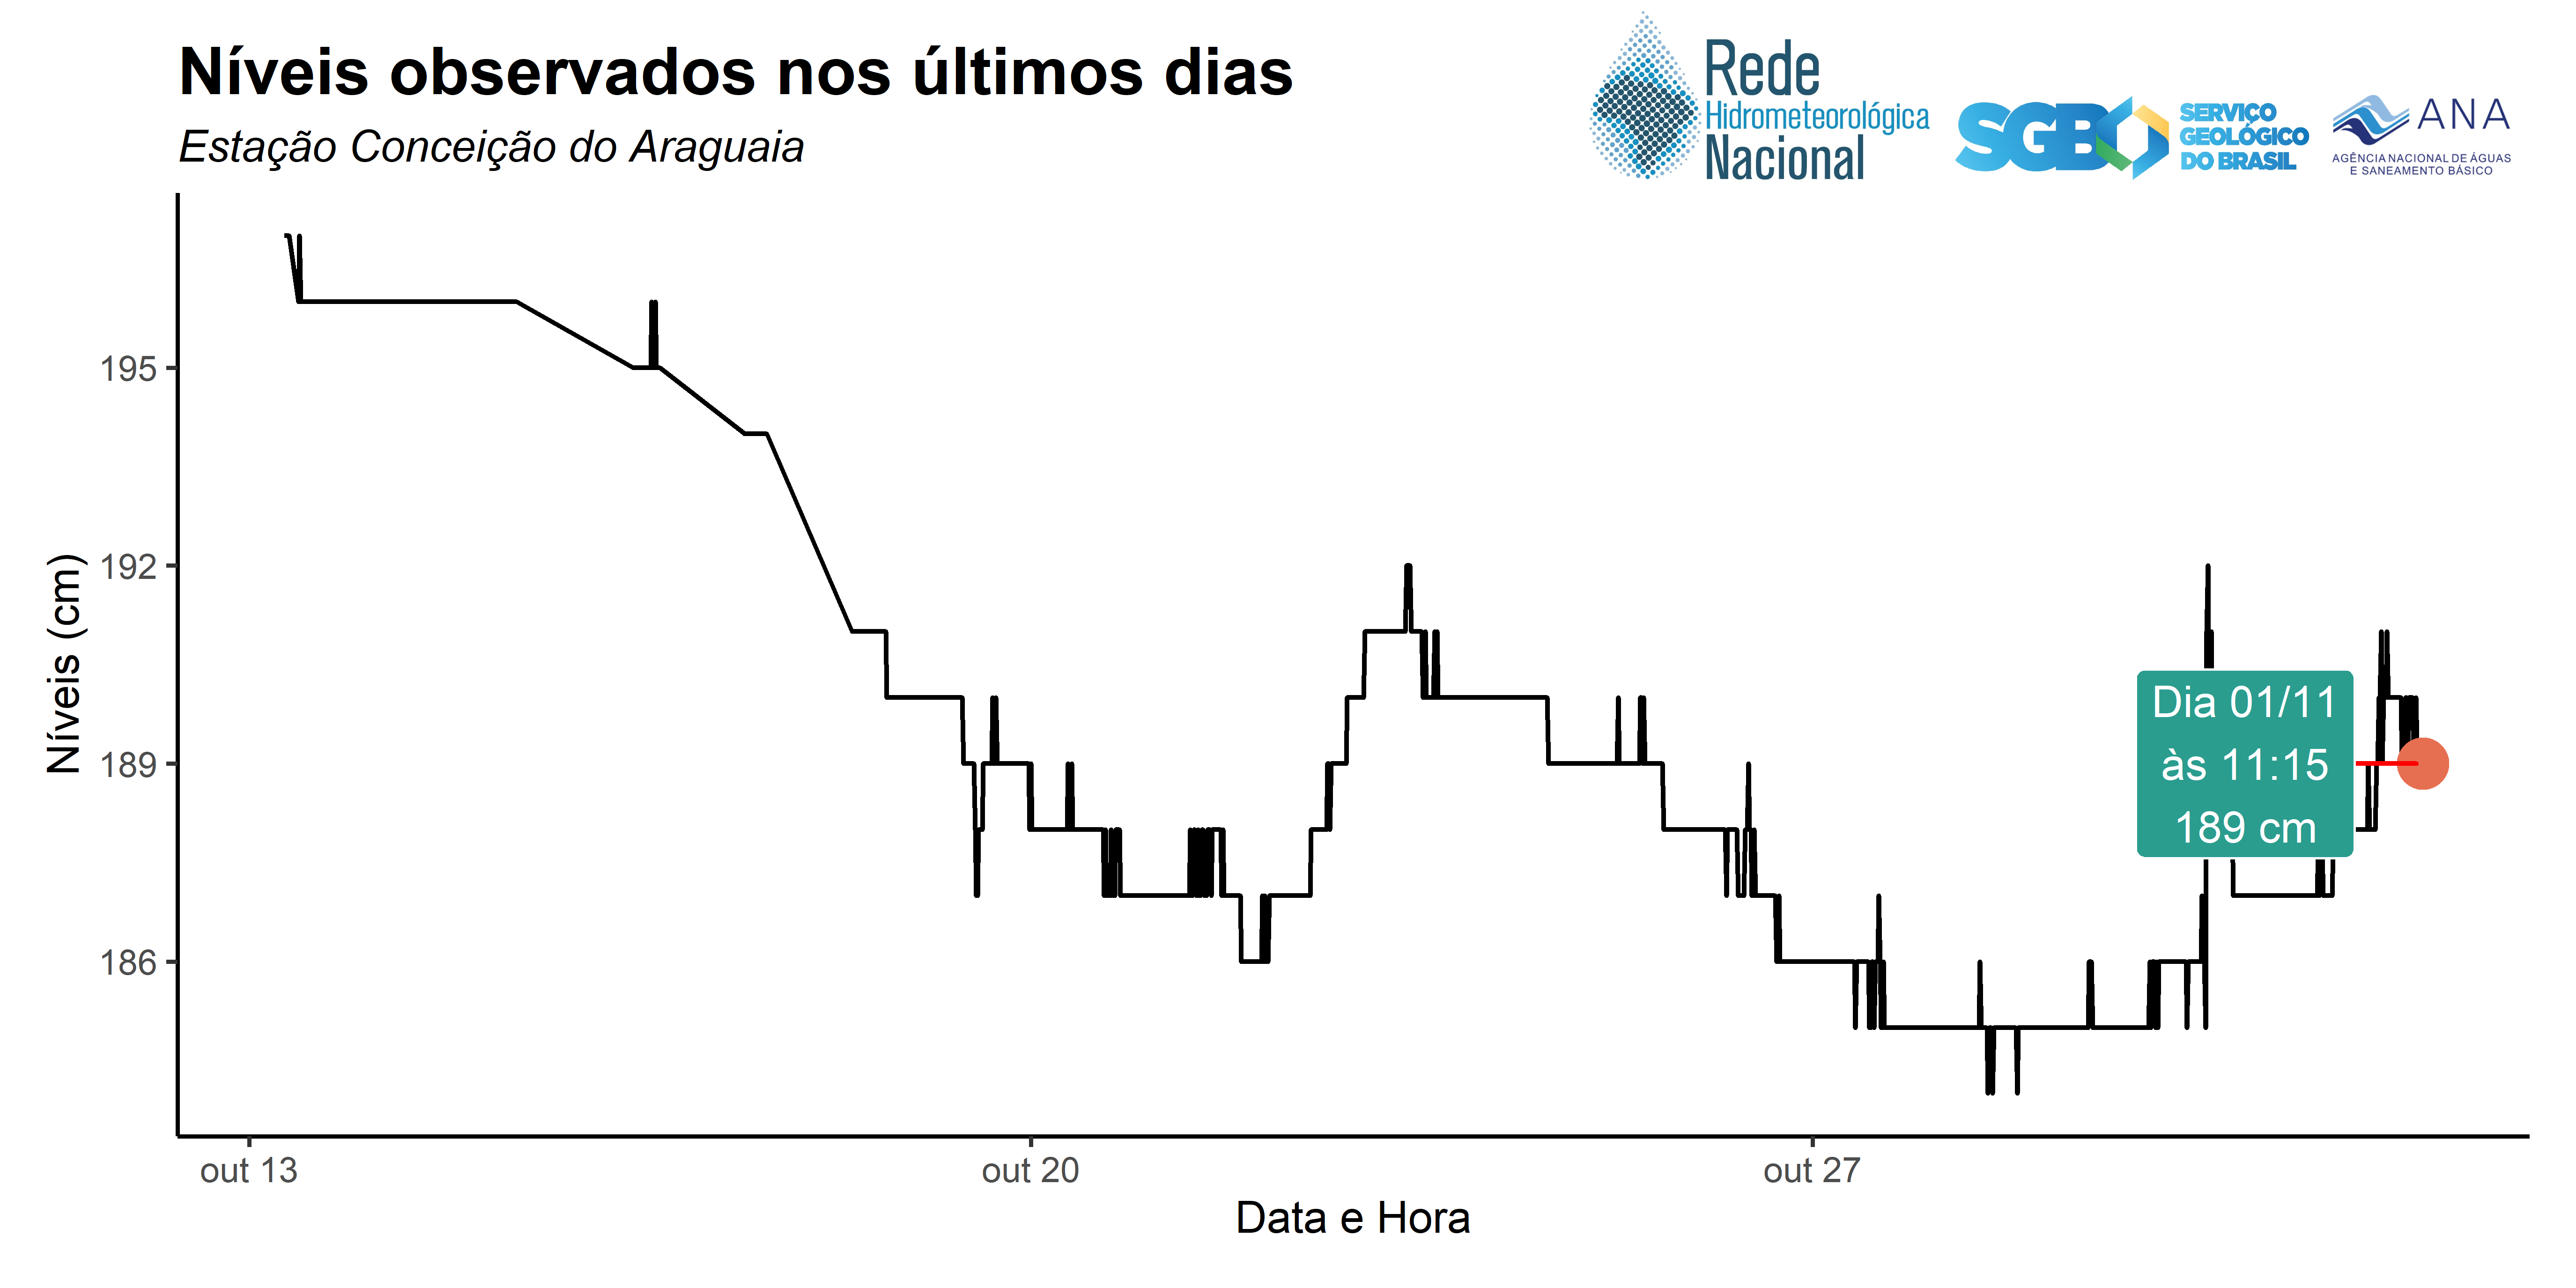 Níveis observados nos últimos dias
Estação Conceição do Araguaia
Rede
Hidrometeorológica
Nacional
SGB
SERVIÇO
GEOLÓGICO
DO BRASIL
ANA
AGÊNCIA NACIONAL DE ÁGUAS
E SANEAMENTO BÁSICO
Níveis (cm)
195
192
189
186
Dia 01/11
às 11:15
189 cm
out 13
out 20
out 27
Data e Hora